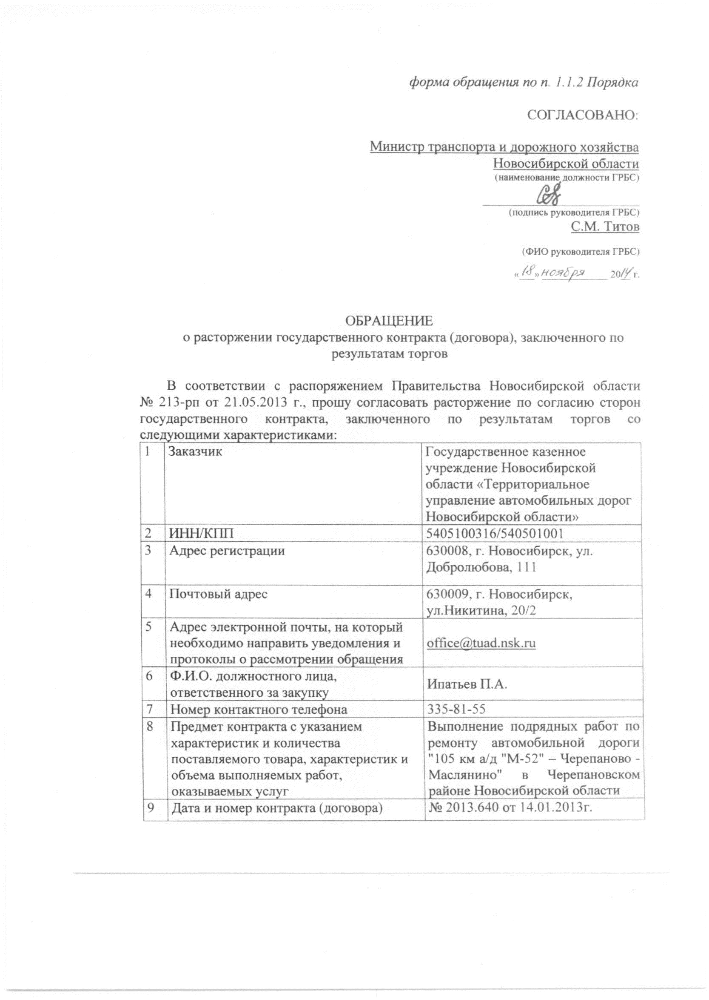 форма обращения по п. 1.1.2 Порядка
СОГЛАСОВАНО:
Министр транспорта и дорожного хозяйства
Новосибирской области
(наименование должности ГРБС)
(подпись руководителя ГРБС)
С.М. Титов
(ФИО руководителя ГРБС)
«18» ноября 2014 г.
ОБРАЩЕНИЕ
о расторжении государственного контракта (договора), заключенного по
результатам торгов
В соответствии с распоряжением Правительства Новосибирской области
№ 213-рп от 21.05.2013 г., прошу согласовать расторжение по согласию сторон
государственного контракта, заключенного по результатам торгов со
следующими характеристиками:
1 Заказчик
Государственное казенное
учреждение Новосибирской
области «Территориальное
управление автомобильных дорог
Новосибирской области»
2 ИНН/КПП 5405100316/540501001
3 Адрес регистрации
630008, г. Новосибирск, ул.
Добролюбова, 111
4 Почтовый адрес
630009, г. Новосибирск,
ул.Никитина, 20/2
5 Адрес электронной почты, на который
необходимо направить уведомления и
протоколы о рассмотрении обращения
office@tuad.nsk.ru
6 Ф.И.О. должностного лица,
ответственного за закупку
Ипатьев П.А.
7 Номер контактного телефона 335-81-55
8 Предмет контракта с указанием
характеристик и количества
поставляемого товара, характеристик и
объема выполняемых работ,
оказываемых услуг
Выполнение подрядных работ по
ремонту автомобильной дороги
"105 км а/д "М-52" – Черепаново -
Маслянино" в Черепановском
районе Новосибирской области
9 Дата и номер контракта (договора) № 2013.640 от 14.01.2013г.